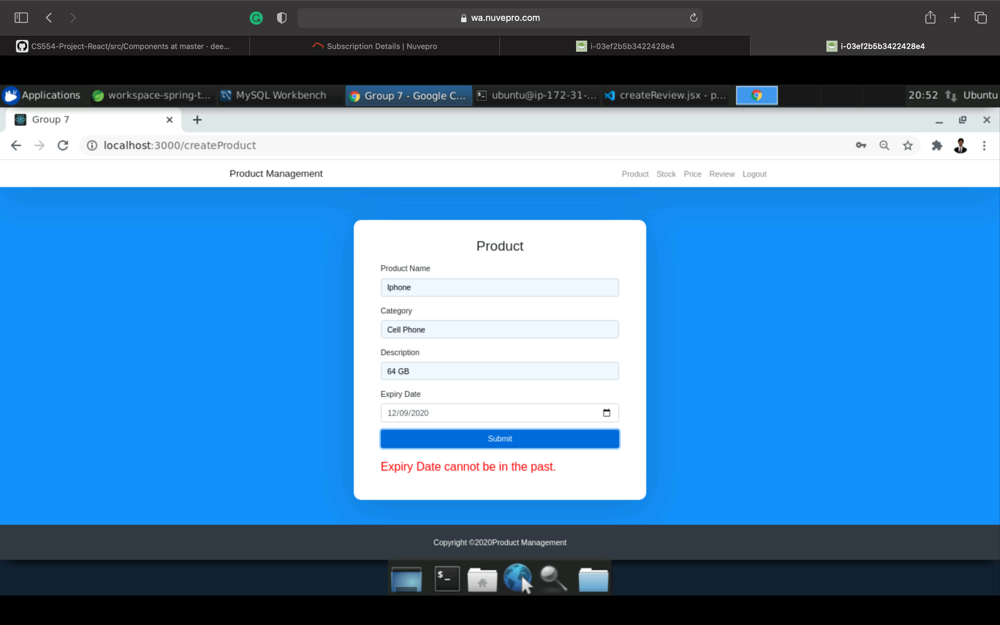 wa.nuvepro.com
CS554-Project-React/src/Components at master · dee...
Subscription Details | Nuvepro
i-03ef2b5b3422428e4
i-03ef2b5b3422428e4
Applications
workspace-spring-t...
MySQL Workbench
Group 7 - Google C...
ubuntu@ip-172-31-...
createReview.jsx - p...
20:52
Ubuntu
Group 7
localhost:3000/createProduct
Product Management
Product Stock Price Review Logout
Product
Product Name
Iphone
Category
Cell Phone
Description
64 GB
Expiry Date
12/09/2020
Submit
Expiry Date cannot be in the past.
Copyright ©2020Product Management